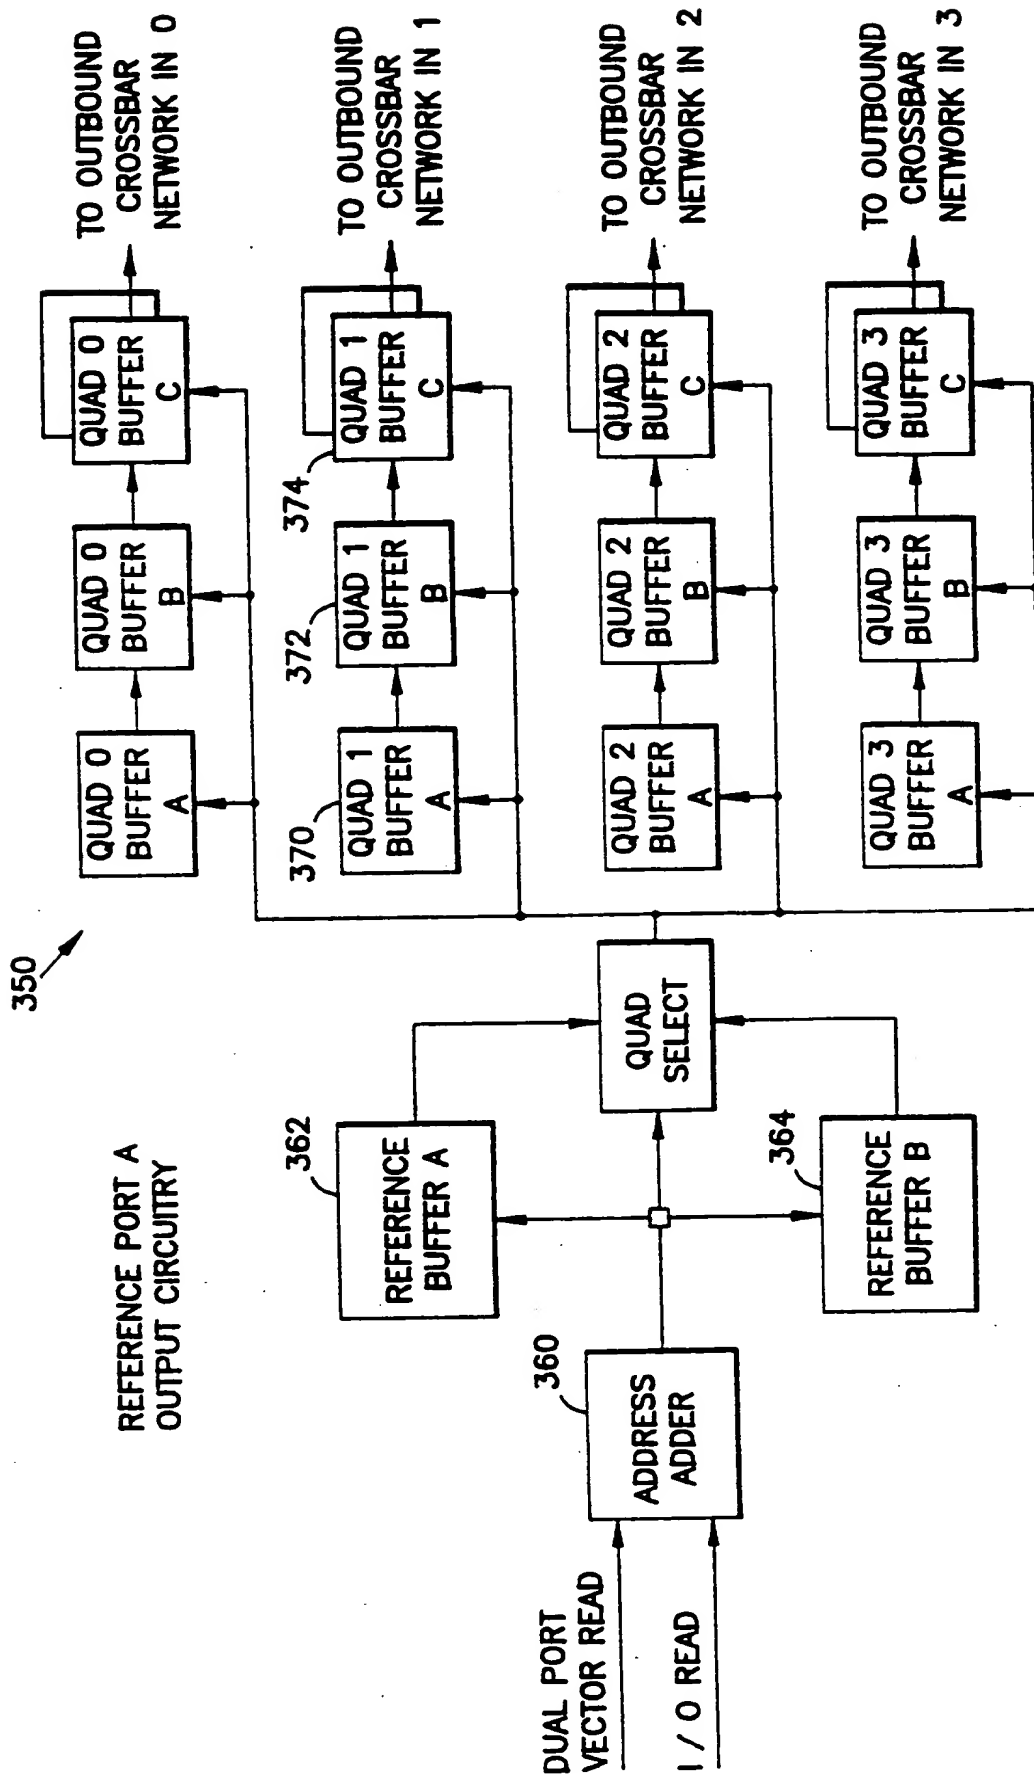 REFERENCE PORT A
OUTPUT CIRCUITRY
350
DUAL PORT
VECTOR READ
I / O READ
360
ADDRESS
ADDER
362
REFERENCE
BUFFER A
364
REFERENCE
BUFFER B
QUAD
SELECT
QUAD 0
BUFFER
A
QUAD 0
BUFFER
B
QUAD 0
BUFFER
C
TO OUTBOUND
CROSSBAR
NETWORK IN 0
370
QUAD 1
BUFFER
A
372
QUAD 1
BUFFER
B
374
QUAD 1
BUFFER
C
TO OUTBOUND
CROSSBAR
NETWORK IN 1
QUAD 2
BUFFER
A
QUAD 2
BUFFER
B
QUAD 2
BUFFER
C
TO OUTBOUND
CROSSBAR
NETWORK IN 2
QUAD 3
BUFFER
A
QUAD 3
BUFFER
B
QUAD 3
BUFFER
C
TO OUTBOUND
CROSSBAR
NETWORK IN 3